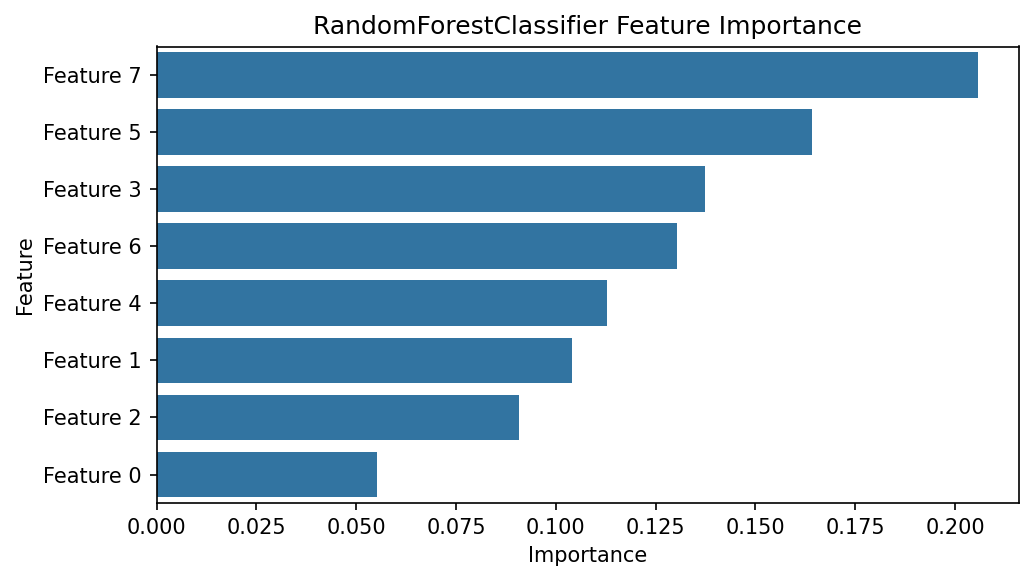 RandomForestClassifier Feature Importance
Feature
Feature 7
Feature 5
Feature 3
Feature 6
Feature 4
Feature 1
Feature 2
Feature 0
0.000 0.025 0.050 0.075 0.100 0.125 0.150 0.175 0.200
Importance